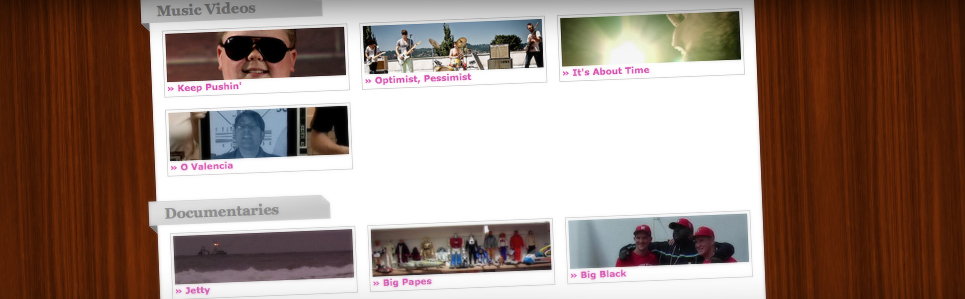 Music Videos
» Keep Pushin'
» Optimist, Pessimist
» It's About Time
» O Valencia
Documentaries
» Jetty
» Big Papes
» Big Black